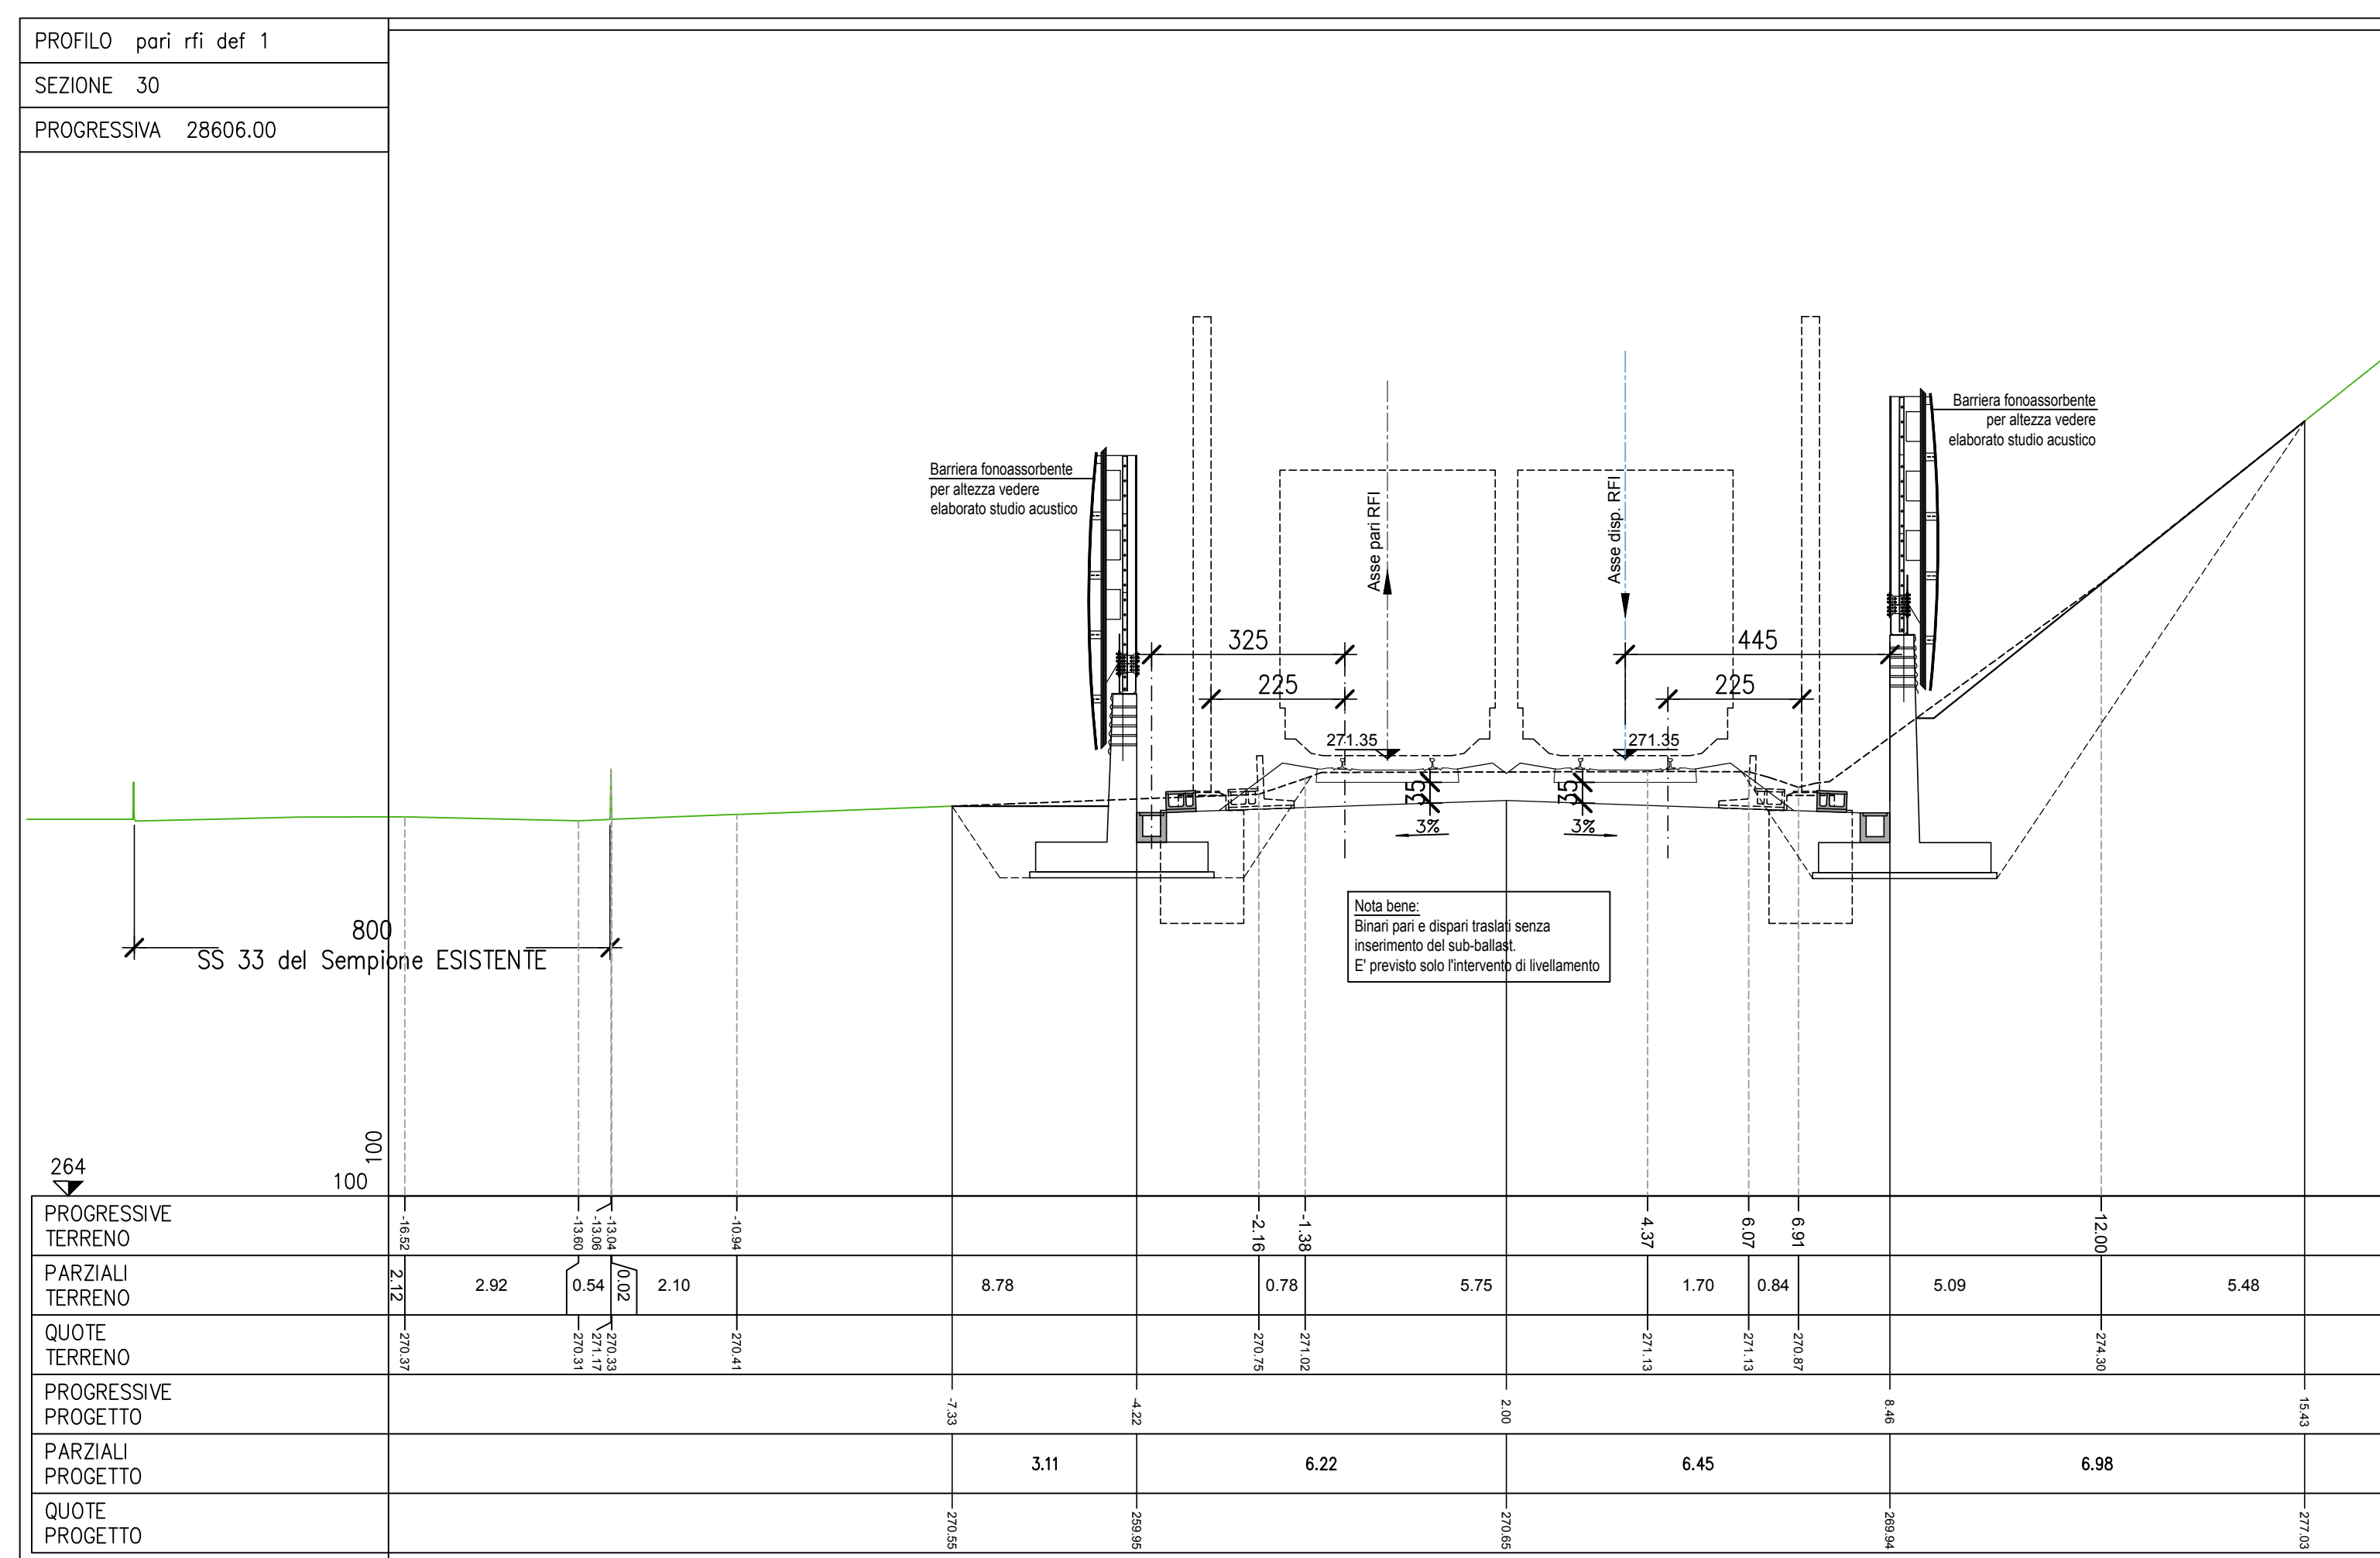 PROFILO pari rfi def 1
SEZIONE 30
PROGRESSIVA 28606.00
Barriera fonoassorbente
per altezza vedere
elaborato studio acustico
Barriera fonoassorbente
per altezza vedere
elaborato studio acustico
Asse pari RFI
Asse disp. RFI
325
445
225
225
271.35
271.35
35
35
3%
3%
Nota bene:
Binari pari e dispari traslati senza
inserimento del sub-ballast.
E' previsto solo l'intervento di livellamento
800
SS 33 del Sempione ESISTENTE
100
100
264
PROGRESSIVE
TERRENO
-16.52 -13.60 -13.06 -13.04 -10.94 -2.16 -1.38 4.37 6.07 6.91 12.00
PARZIALI
TERRENO
2.12 2.92 0.54 0.02 2.10 8.78 0.78 5.75 1.70 0.84 5.09 5.48
QUOTE
TERRENO
270.37 270.31 271.17 270.33 270.41 270.75 271.02 271.13 271.13 270.87 274.30
PROGRESSIVE
PROGETTO
-7.33 -4.22 2.00 8.46 15.43
PARZIALI
PROGETTO
3.11 6.22 6.45 6.98
QUOTE
PROGETTO
270.55 259.95 270.65 269.94 277.03